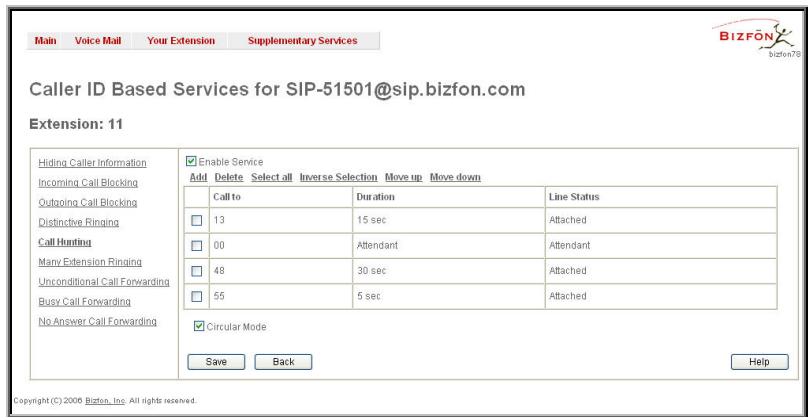 Main Voice Mail Your Extension Supplementary Services
BIZFŌN
bizfon78
Caller ID Based Services for SIP-51501@sip.bizfon.com
Extension: 11
Hiding Caller Information
Incoming Call Blocking
Outgoing Call Blocking
Distinctive Ringing
Call Hunting
Many Extension Ringing
Unconditional Call Forwarding
Busy Call Forwarding
No Answer Call Forwarding
Enable Service
Add Delete Select all Inverse Selection Move up Move down
Call to Duration Line Status
13 15 sec Attached
00 Attendant Attendant
48 30 sec Attached
55 5 sec Attached
Circular Mode
Save Back Help
Copyright (C) 2006 Bizfon, Inc. All rights reserved.